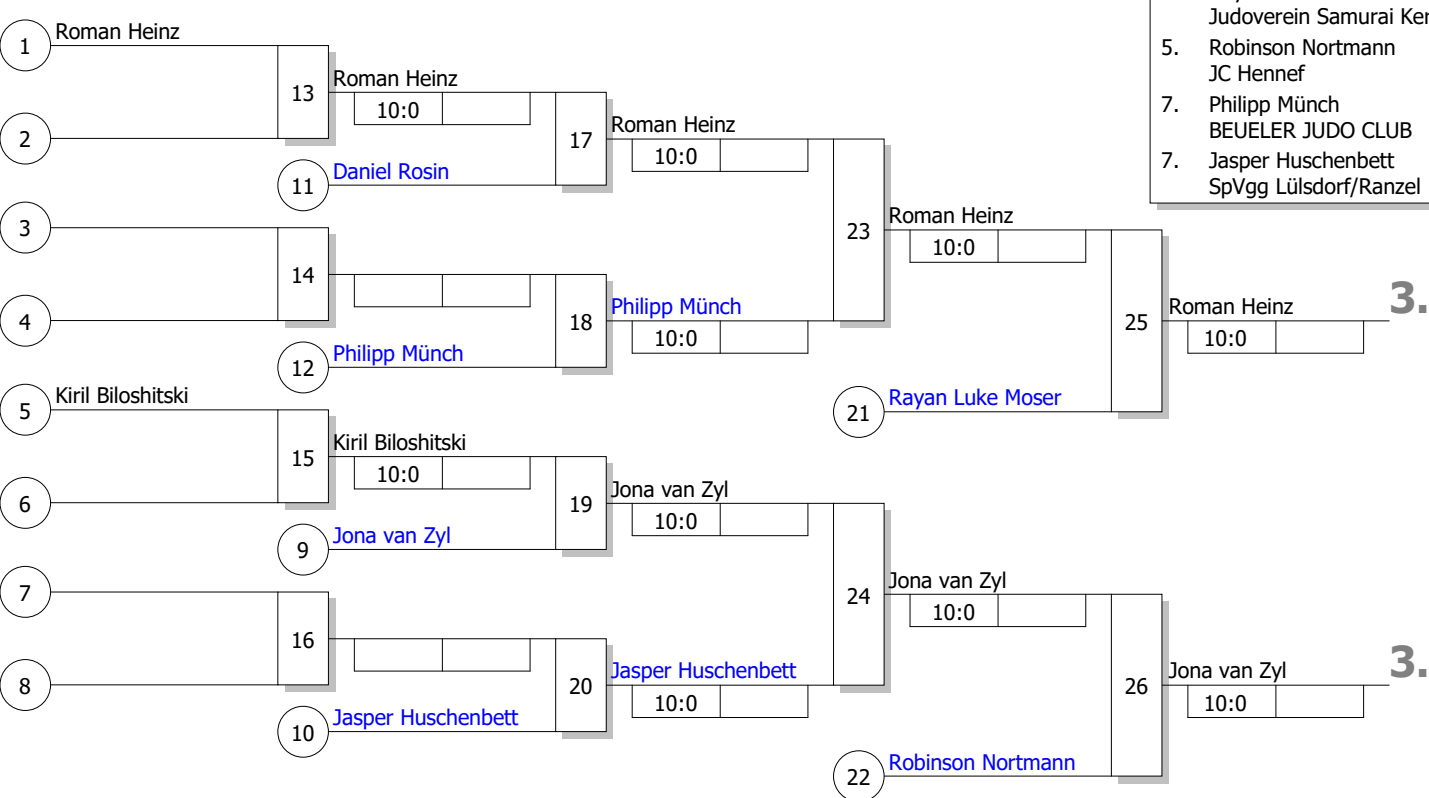 Judoverein Samurai Ker
5. Robinson Nortmann
JC Hennef
7. Philipp Münch
BEUELER JUDO CLUB
7. Jasper Huschenbett
SpVgg Lülsdorf/Ranzel
1 Roman Heinz
2
13 Roman Heinz
10:0
11 Daniel Rosin
17 Roman Heinz
10:0
3
4
14
12 Philipp Münch
18 Philipp Münch
10:0
23 Roman Heinz
10:0
21 Rayan Luke Moser
25 Roman Heinz 3.
10:0
5 Kiril Biloshitski
6
15 Kiril Biloshitski
10:0
9 Jona van Zyl
19 Jona van Zyl
10:0
7
8
16
10 Jasper Huschenbett
20 Jasper Huschenbett
10:0
24 Jona van Zyl
10:0
22 Robinson Nortmann
26 Jona van Zyl 3.
10:0